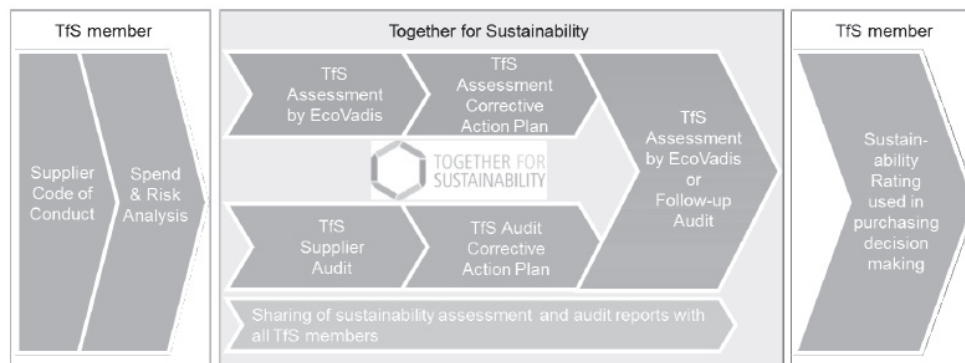 TfS member
Supplier
Code of
Conduct
Spend
& Risk
Analysis
Together for Sustainability
TfS
Assessment
by EcoVadis
TfS
Assessment
Corrective
Action Plan
TOGETHER FOR
SUSTAINABILITY
TfS
Supplier
Audit
TfS Audit
Corrective
Action Plan
TfS
Assessment
by EcoVadis
or
Follow-up
Audit
Sharing of sustainability assessment and audit reports with
all TfS members
TfS member
Sustain-
ability
Rating
used in
purchasing
decision
making